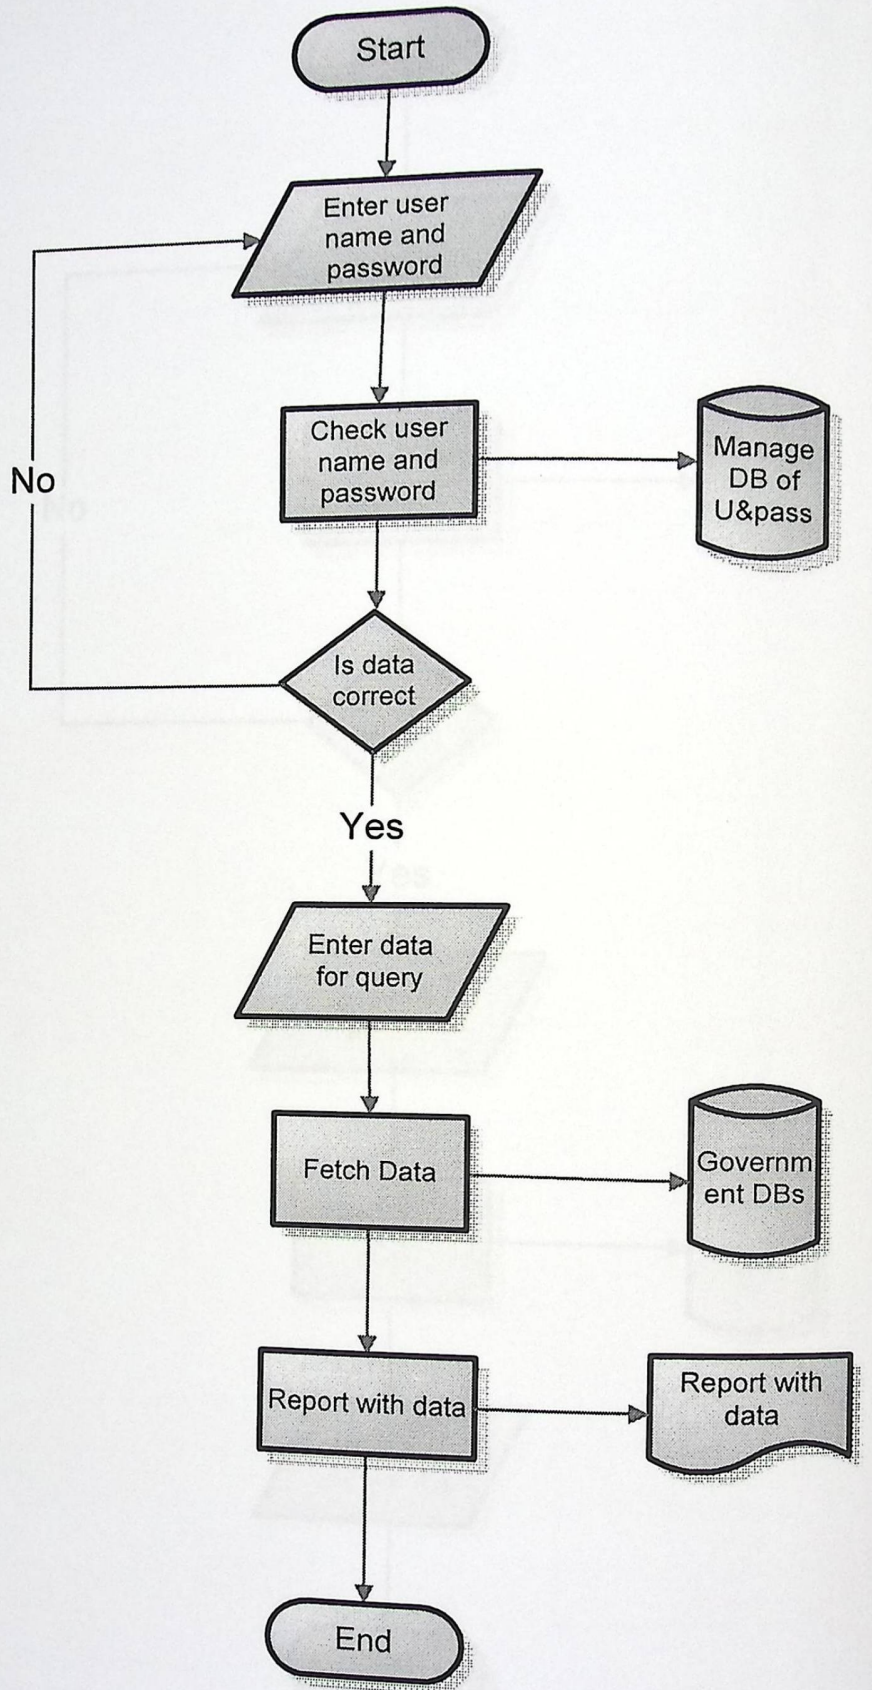 Start
Enter user
name and
password
Check user
name and
password
Manage
DB of
U&pass
No
Is data
correct
Yes
Enter data
for query
Fetch Data
Governm
ent DBs
Report with data
Report with
data
End